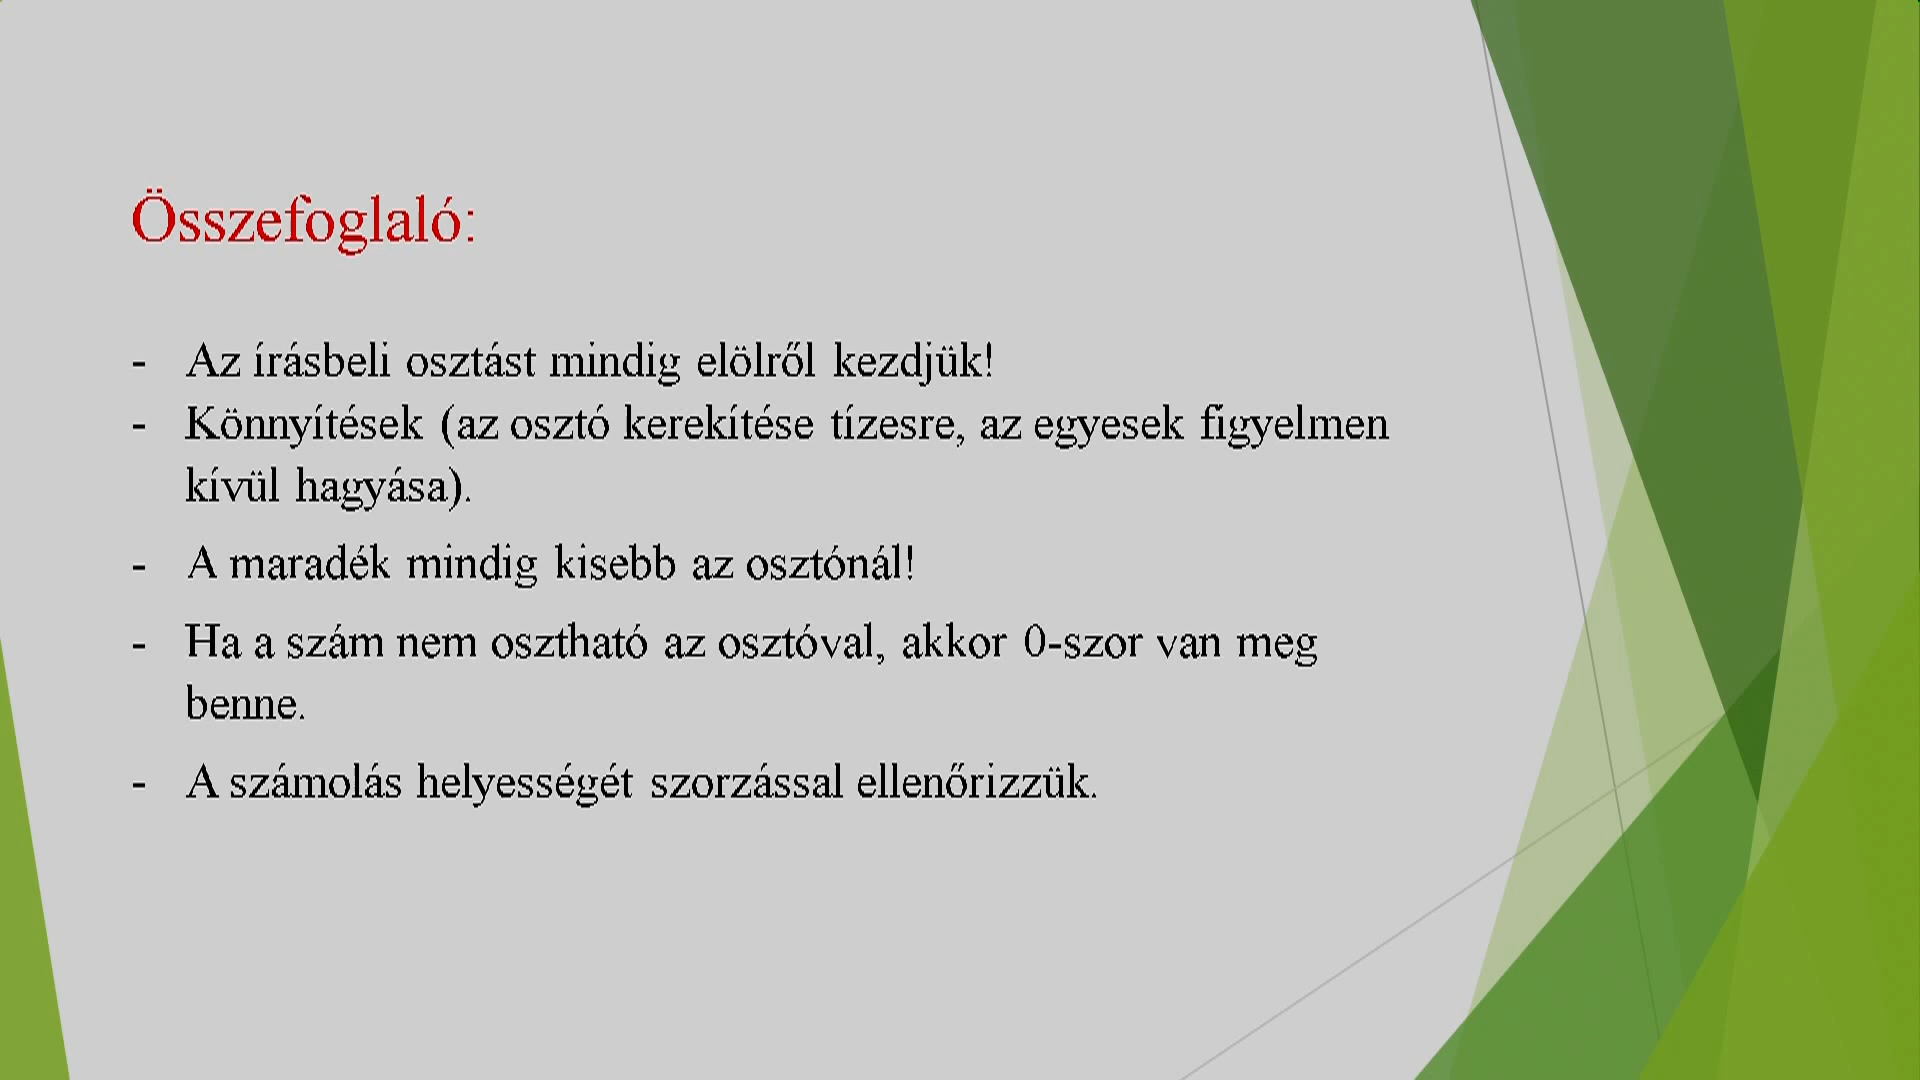 Összefoglaló:
- Az írásbeli osztást mindig elölről kezdjük!
- Könnyítések (az osztó kerekítése tízesre, az egyesek figyelmen
kívül hagyása).
- A maradék mindig kisebb az osztónál!
- Ha a szám nem osztható az osztóval, akkor 0-szor van meg
benne.
- A számolás helyességét szorzással ellenőrizzük.